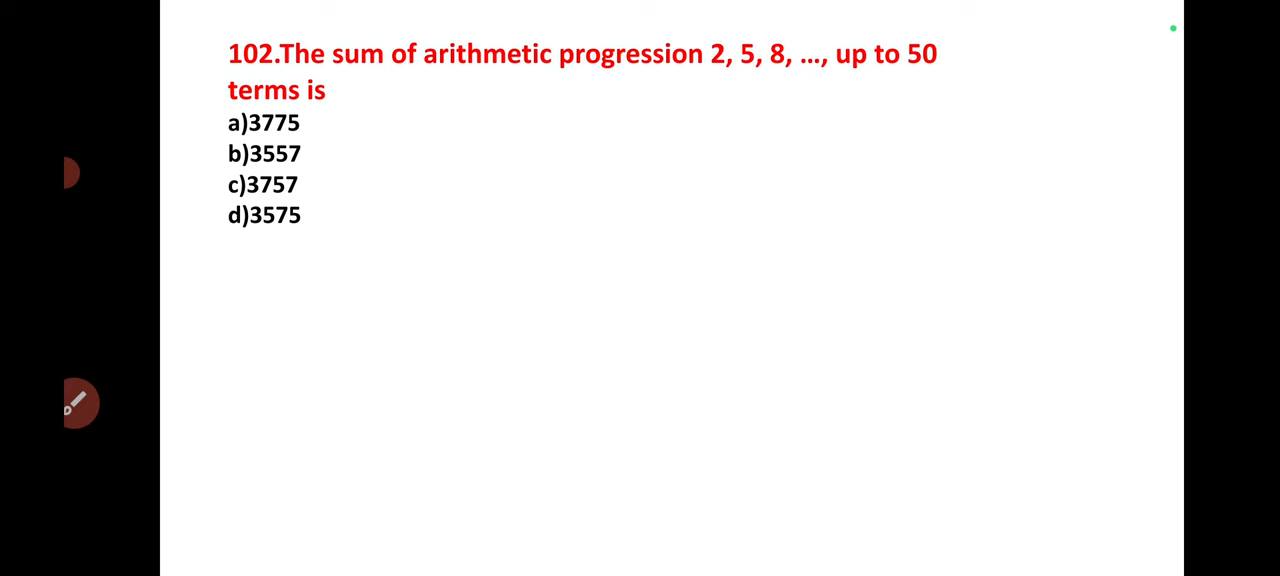 102.The sum of arithmetic progression 2, 5, 8, ..., up to 50
terms is
a)3775
b)3557
c)3757
d)3575